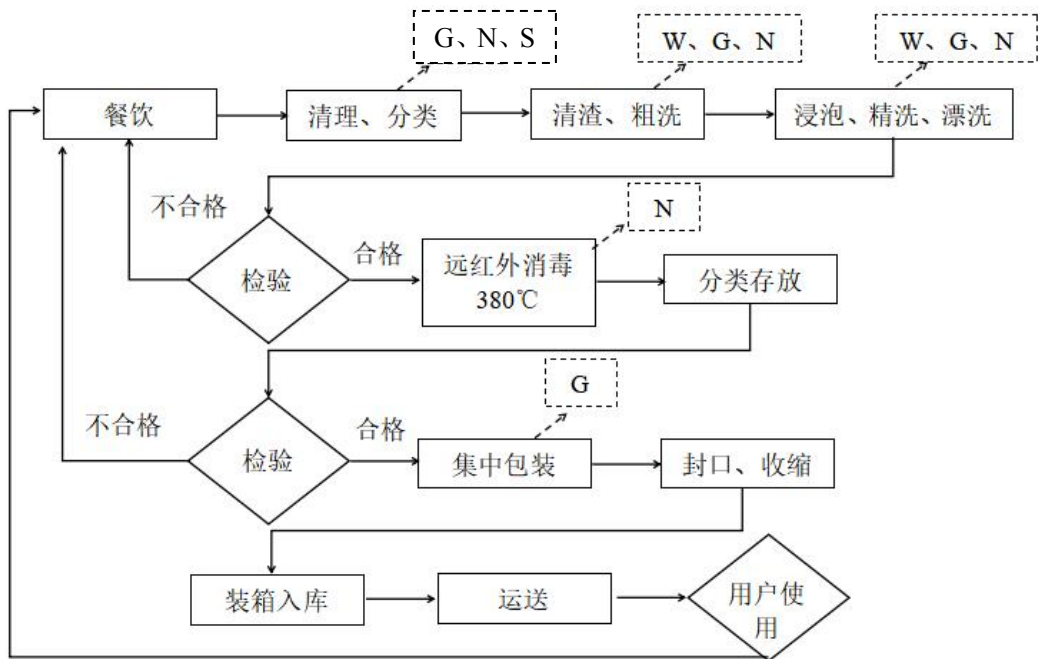 G、N、S
W、G、N
W、G、N
餐饮
清理、分类
清渣、粗洗
浸泡、精洗、漂洗
不合格
N
检验
合格
远红外消毒
380℃
分类存放
G
不合格
检验
合格
集中包装
封口、收缩
装箱入库
运送
用户使
用